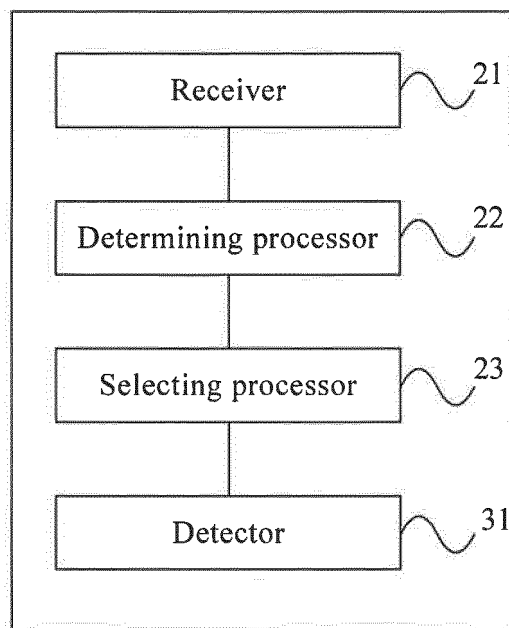 Receiver
21
Determining processor
22
Selecting processor
23
Detector
31